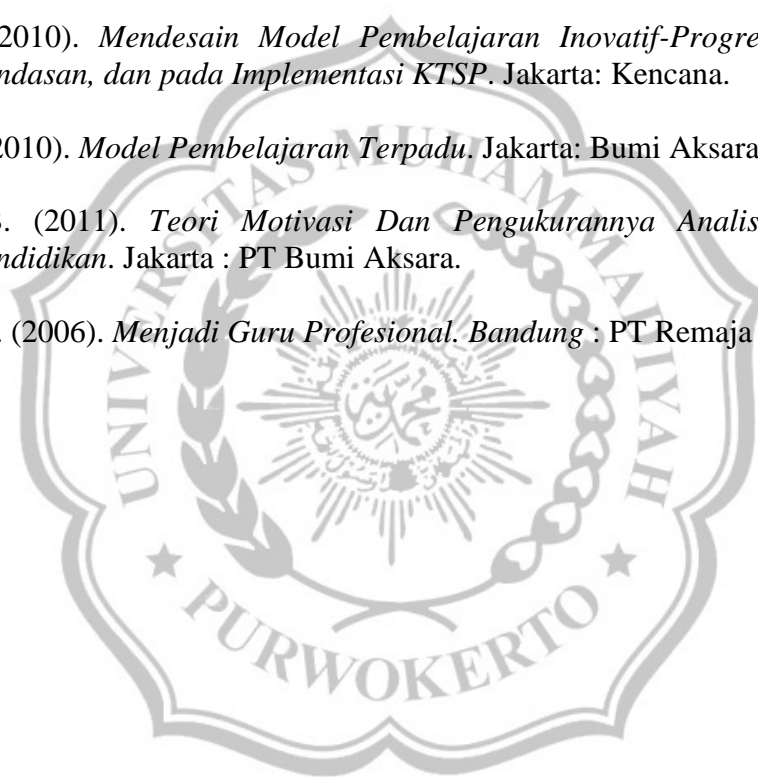 2010). Mendesain Model Pembelajaran Inovatif-Progre
ndasan, dan pada Implementasi KTSP. Jakarta: Kencana.
2010). Model Pembelajaran Terpadu. Jakarta: Bumi Aksara
. (2011). Teori Motivasi Dan Pengukurannya Analis
ndidikan. Jakarta : PT Bumi Aksara.
. (2006). Menjadi Guru Profesional. Bandung : PT Remaja
UNIVERSITAS MUHAMMADIYAH
PURWOKERTO